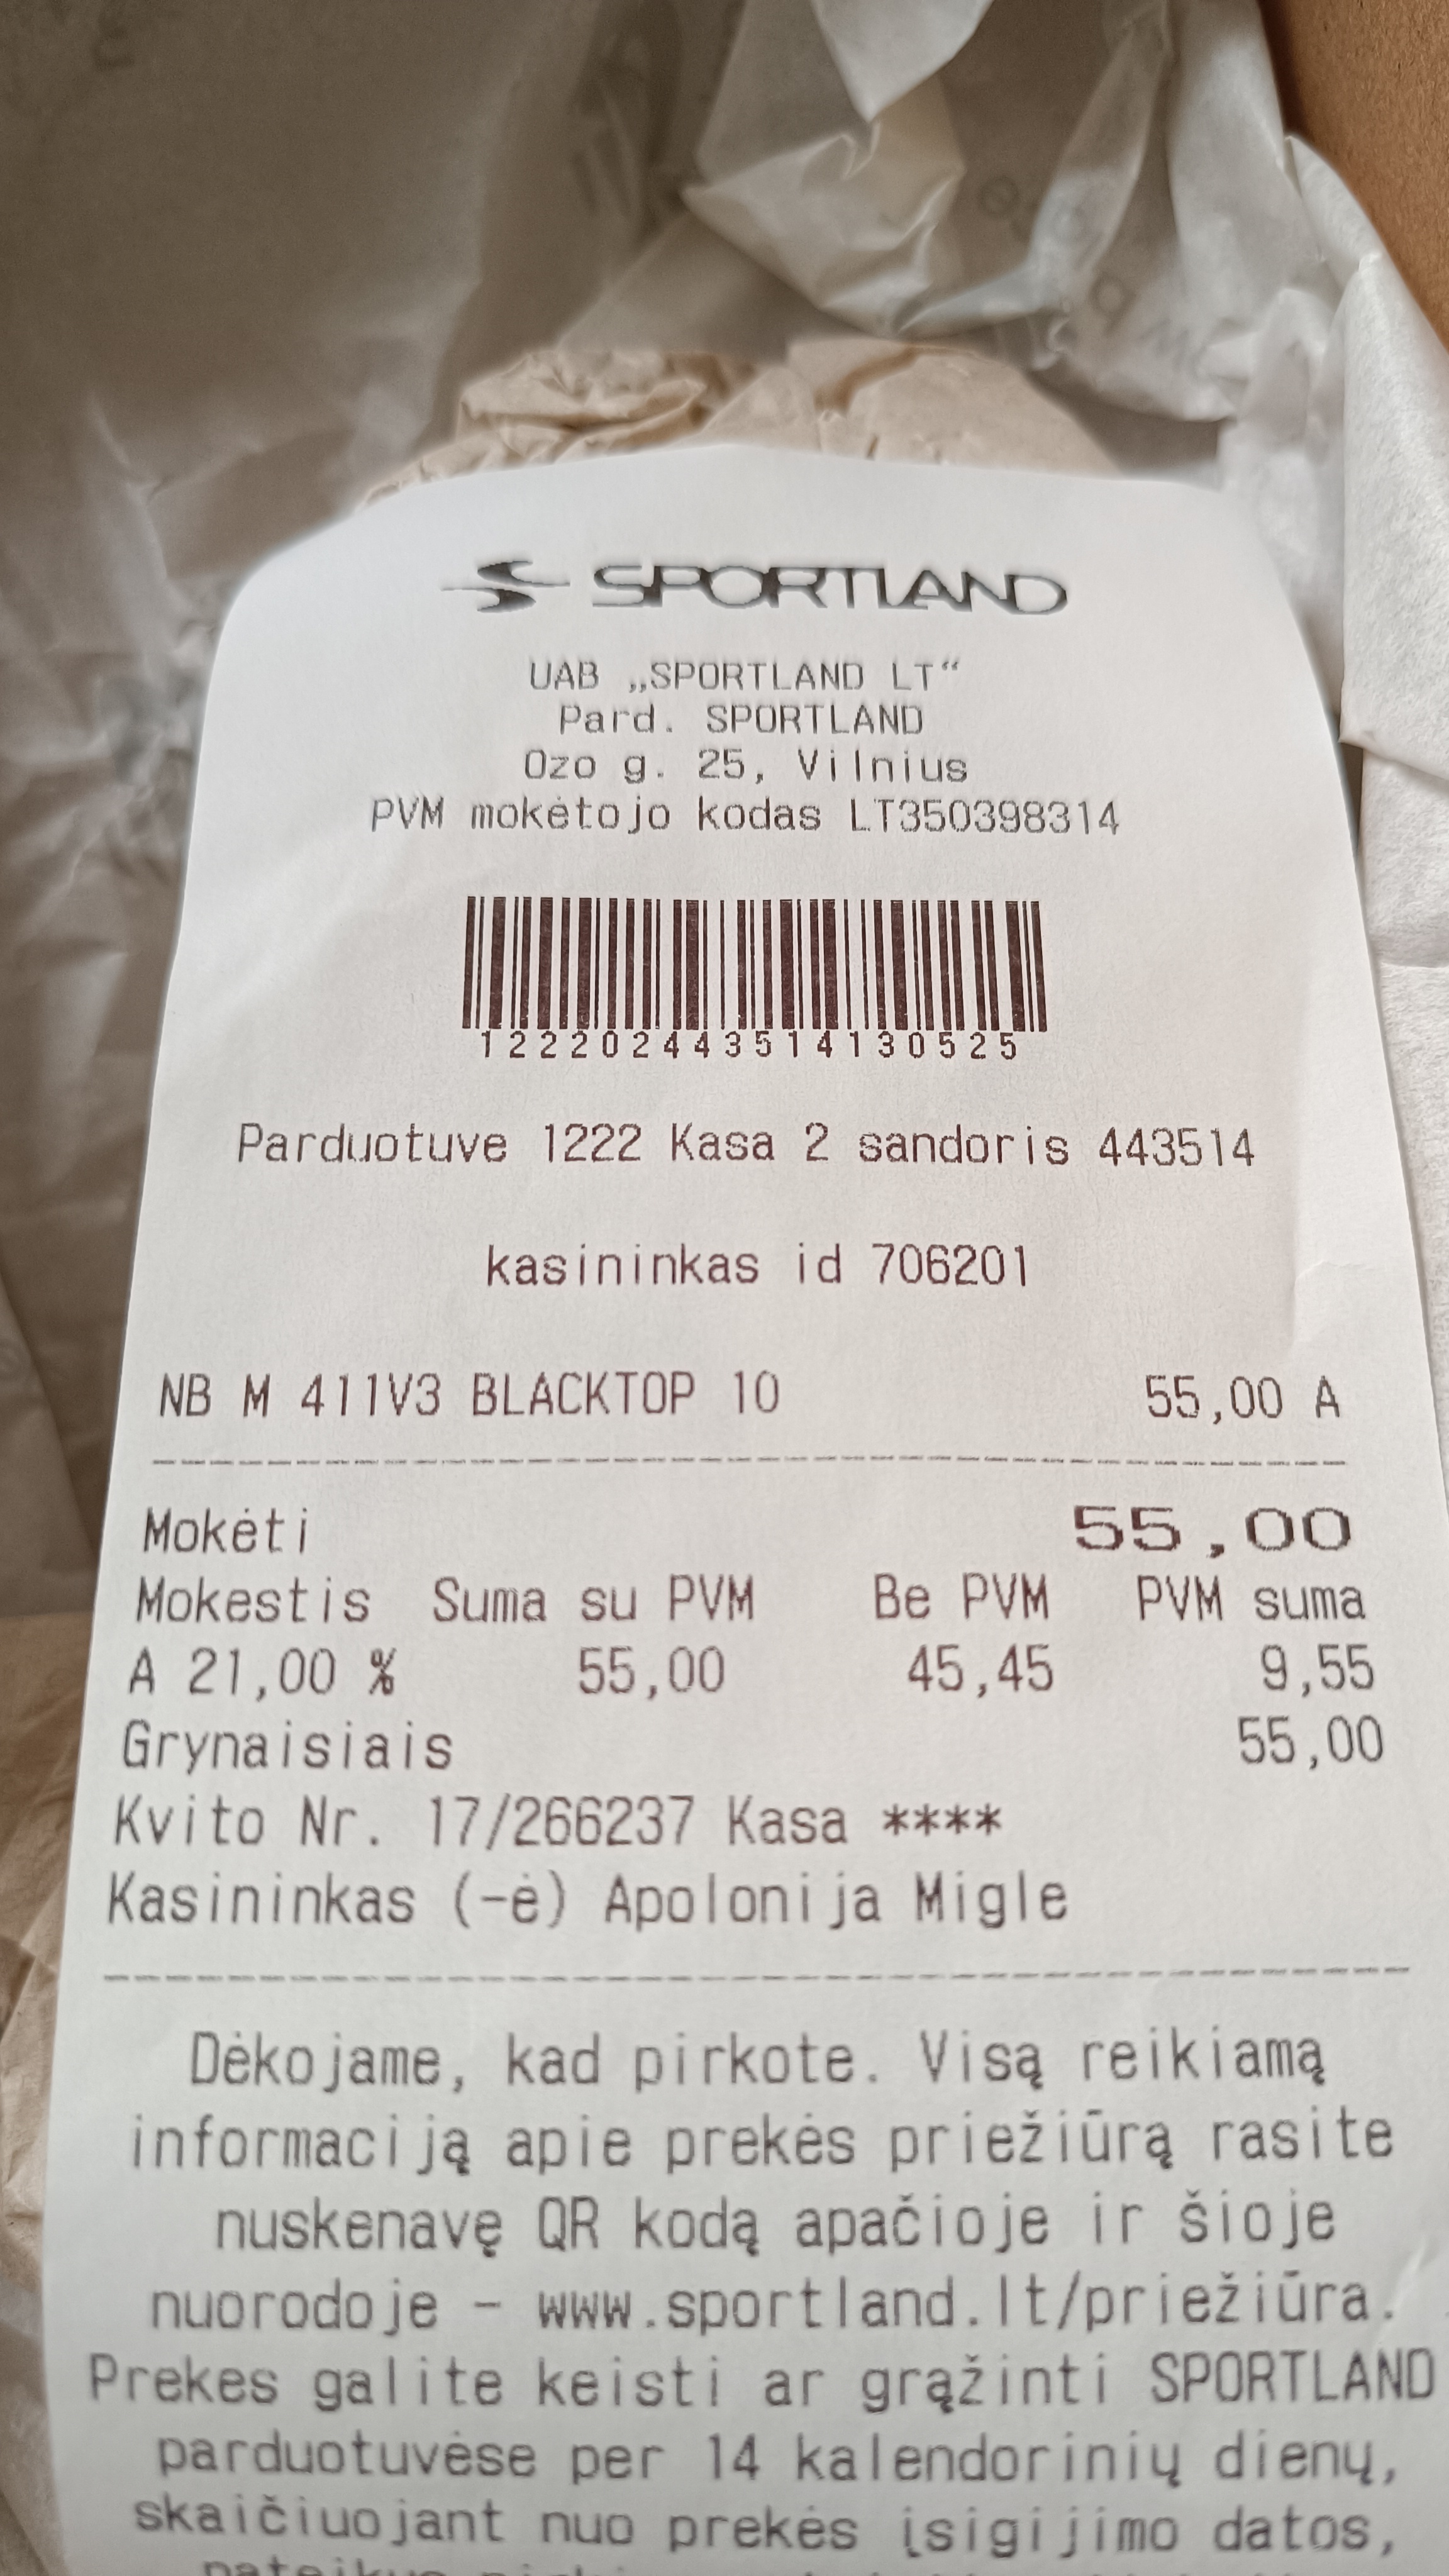 SPORTLAND
UAB „SPORTLAND LT“
Pard. SPORTLAND
Ozo g. 25, Vilnius
PVM mokėtojo kodas LT350398314
122202443514130525
Parduotuve 1222 Kasa 2 sandoris 443514
kasininkas id 706201
NB M 411V3 BLACKTOP 10 55,00 A
Mokėti 55,00
Mokestis Suma su PVM Be PVM PVM suma
A 21,00 % 55,00 45,45 9,55
Grynaisiais 55,00
Kvito Nr. 17/266237 Kasa ****
Kasininkas (-ė) Apolonija Migle
Dėkojame, kad pirkote. Visą reikiamą
informaciją apie prekės priežiūrą rasite
nuskenavę QR kodą apačioje ir šioje
nuorodoje - www.sportland.lt/priežiūra.
Prekes galite keisti ar grąžinti SPORTLAND
parduotuvėse per 14 kalendorinių dienų,
skaičiuojant nuo prekės įsigijimo datos,